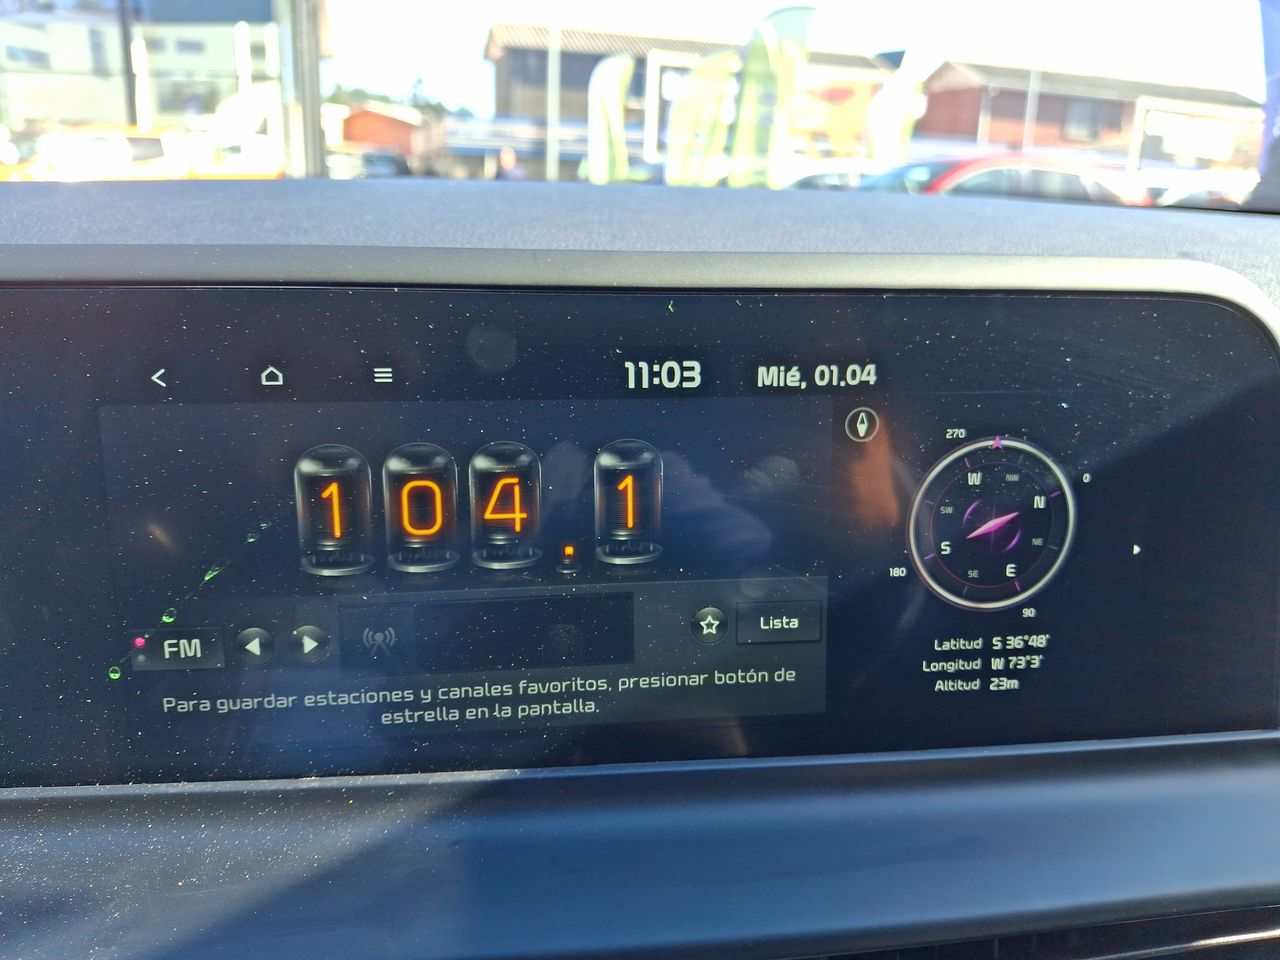 11:03 Mié, 01.04
104.1
FM Lista
Para guardar estaciones y canales favoritos, presionar botón de
estrella en la pantalla.
270
0
W NW N
SW NE
S SE E
180
90
Latitud S 36°48'
Longitud W 73°3'
Altitud 23m